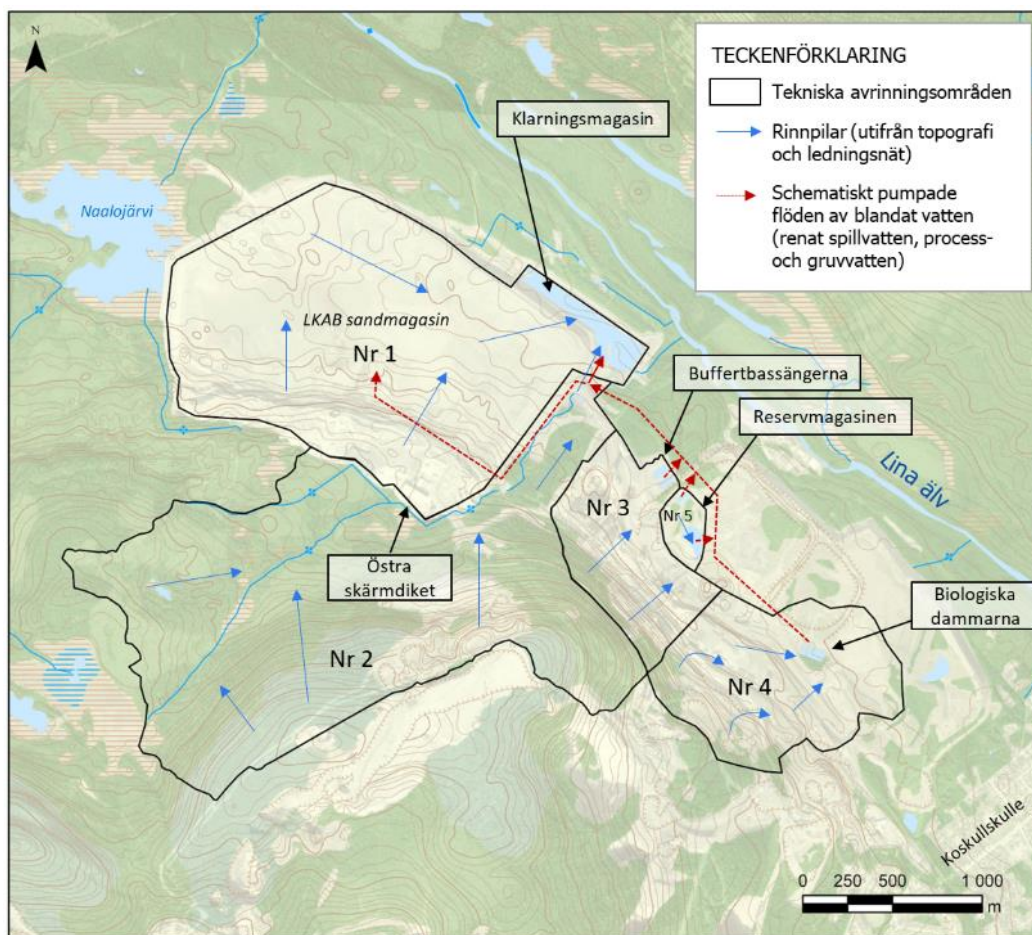 N
TECKENFÖRKLARING
Tekniska avrinningsområden
Rinnpilar (utifrån topografi
och ledningsnät)
Schematiskt pumpade
flöden av blandat vatten
(renat spillvatten, process-
och gruvvatten)
Klarningsmagasin
Naalojärvi
LKAB sandmagasin
Nr 1
Buffertbassängerna
Reservmagasinen
Lina älv
Nr 3
Nr 5
Östra
skärmdiket
Biologiska
dammarna
Nr 2
Nr 4
Koskullskulle
0 250 500 1 000
m